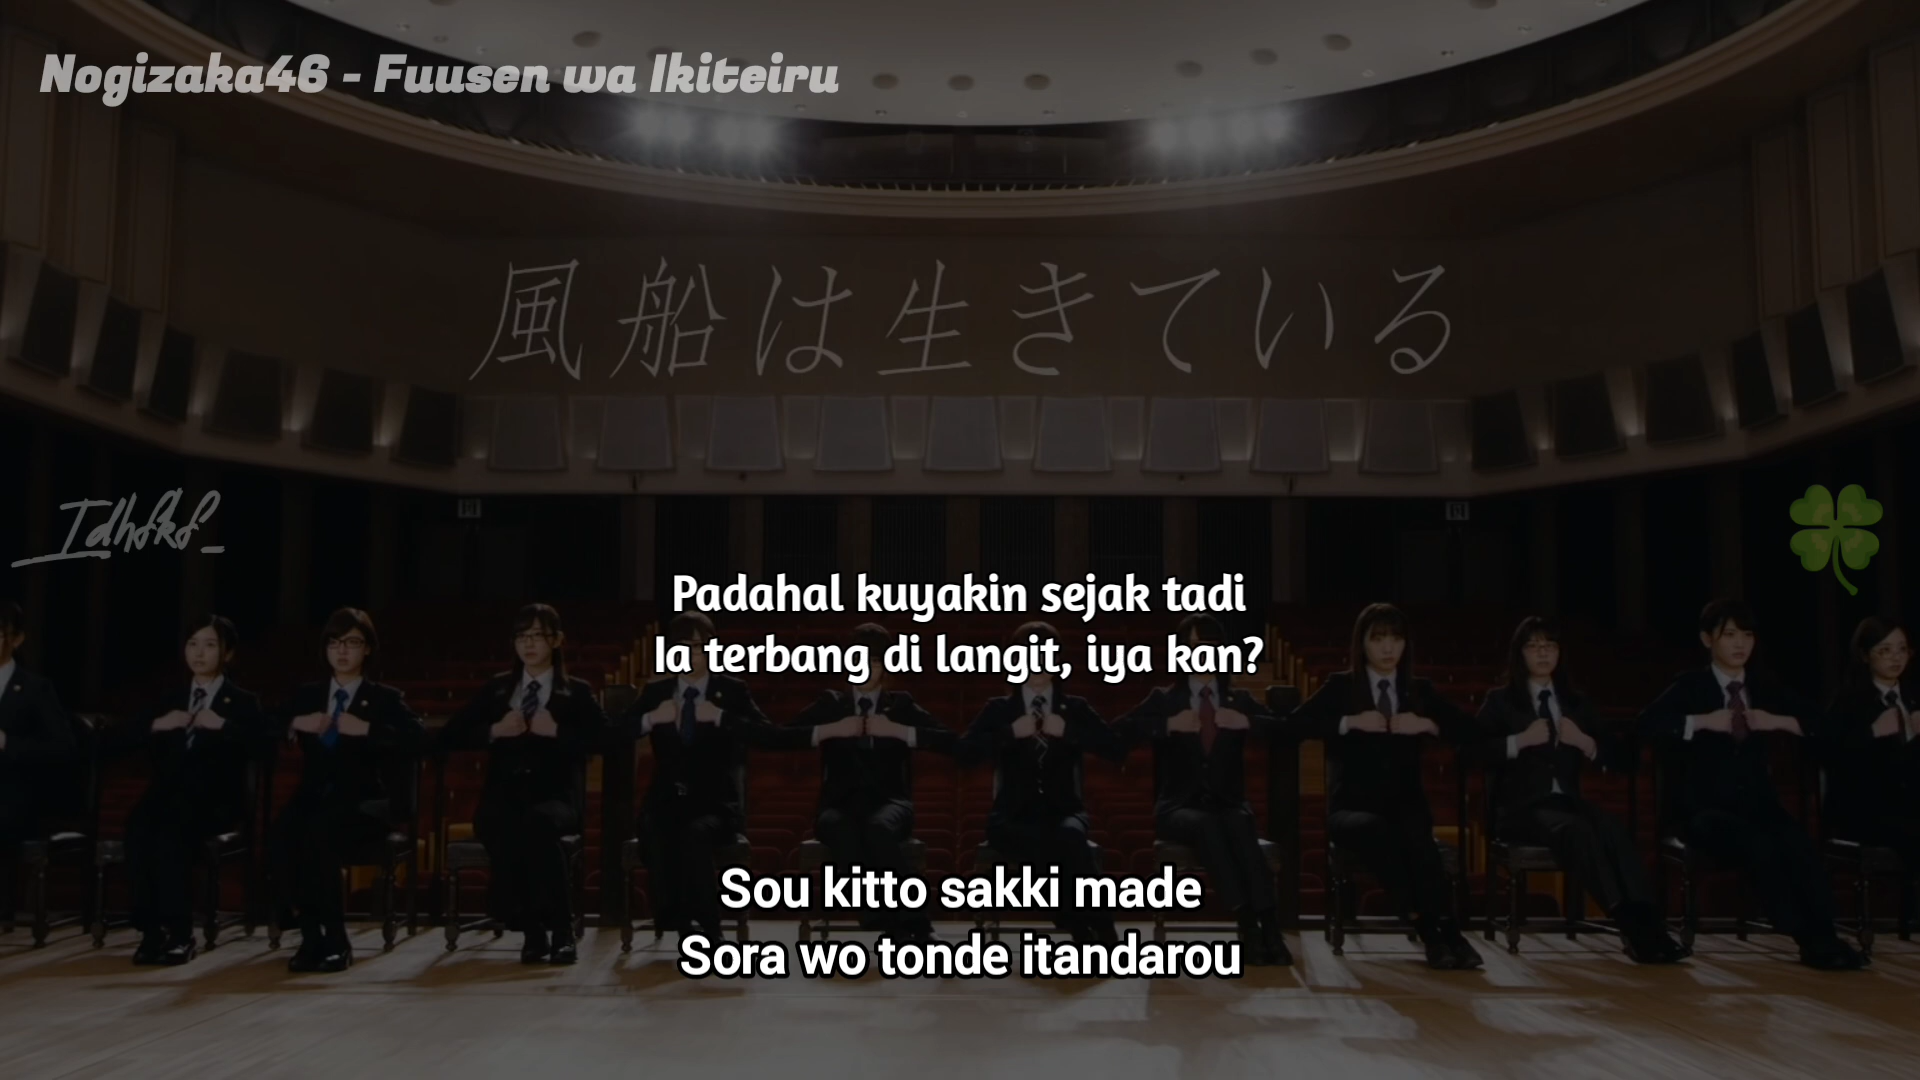 Nogizaka46 - Fuusen wa Ikiteiru
風船は生きている
Idhfkf_
Padahal kuyakin sejak tadi
Ia terbang di langit, iya kan?
Sou kitto sakki made
Sora wo tonde itandarou